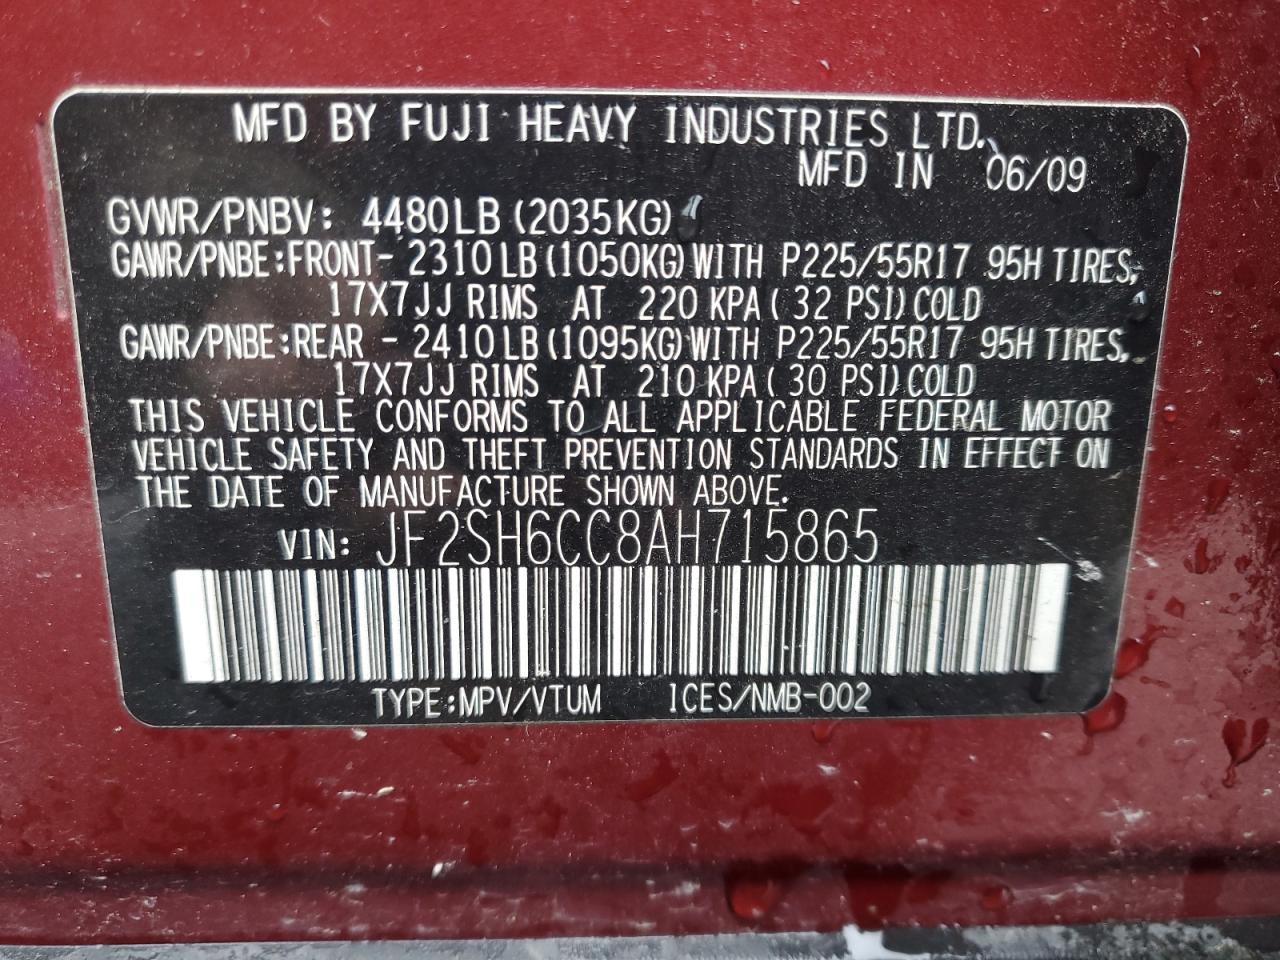 MFD BY FUJI HEAVY INDUSTRIES LTD.
MFD IN 06/09
GVWR/PNBV: 4480LB (2035KG)
GAWR/PNBE:FRONT- 2310LB(1050KG)WITH P225/55R17 95H TIRES,
17X7JJ RIMS AT 220 KPA( 32 PSI)COLD
GAWR/PNBE:REAR - 2410LB(1095KG)WITH P225/55R17 95H TIRES,
17X7JJ RIMS AT 210 KPA( 30 PSI)COLD
THIS VEHICLE CONFORMS TO ALL APPLICABLE FEDERAL MOTOR
VEHICLE SAFETY AND THEFT PREVENTION STANDARDS IN EFFECT ON
THE DATE OF MANUFACTURE SHOWN ABOVE.
VIN: JF2SH6CC8AH715865
TYPE:MPV/VTUM ICES/NMB-002